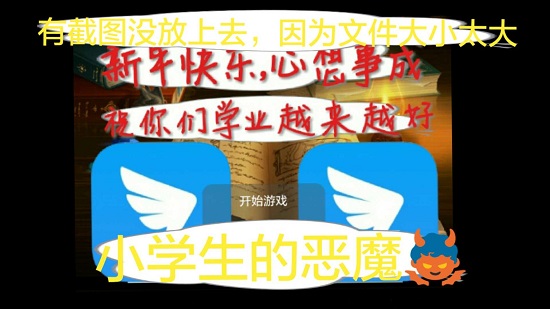 有截图没放上去，因为文件大小太大
新年快乐,心想事成
祝你们学业越来越好
开始游戏
小学生的恶魔